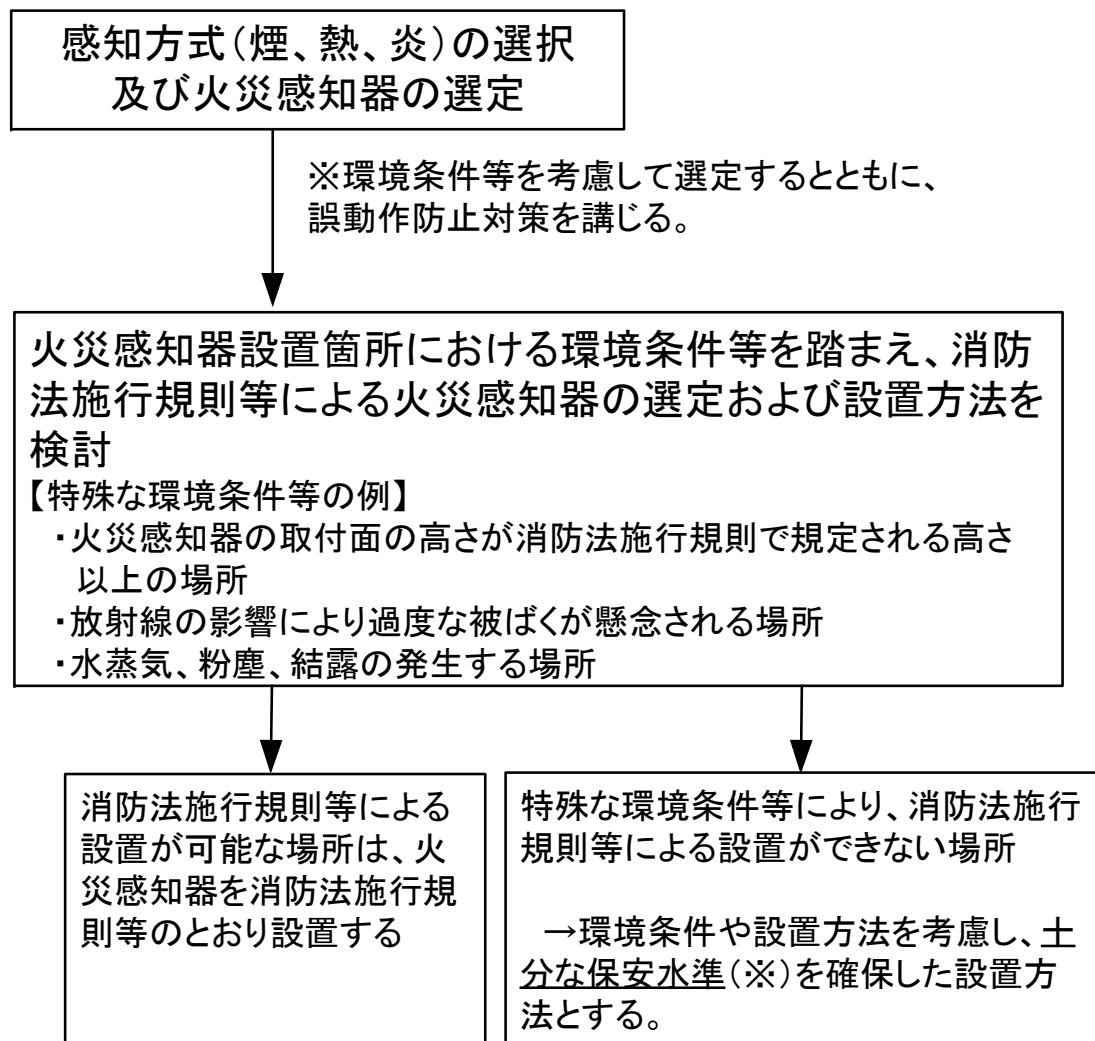 感知方式(煙、熱、炎)の選択
及び火災感知器の選定
※環境条件等を考慮して選定するとともに、
誤動作防止対策を講じる。
火災感知器設置箇所における環境条件等を踏まえ、消防
法施行規則等による火災感知器の選定および設置方法を
検討
【特殊な環境条件等の例】
・火災感知器の取付面の高さが消防法施行規則で規定される高さ
以上の場所
・放射線の影響により過度な被ばくが懸念される場所
・水蒸気、粉塵、結露の発生する場所
消防法施行規則等による
設置が可能な場所は、火
災感知器を消防法施行規
則等のとおり設置する
特殊な環境条件等により、消防法施行
規則等による設置ができない場所
→環境条件や設置方法を考慮し、十
分な保安水準(※)を確保した設置方
法とする。